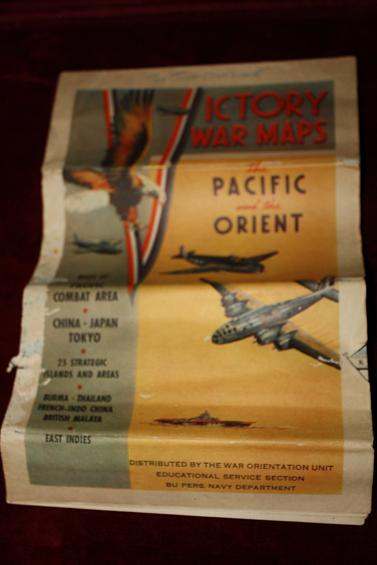 VICTORY
WAR MAPS
the
PACIFIC
and the
ORIENT
PACIFIC
COMBAT AREA
CHINA - JAPAN
TOKYO
25 STRATEGIC
ISLANDS AND AREAS
BURMA - THAILAND
FRENCH-INDO CHINA
BRITISH MALAYA
EAST INDIES
DISTRIBUTED BY THE WAR ORIENTATION UNIT
EDUCATIONAL SERVICE SECTION
BU PERS. NAVY DEPARTMENT